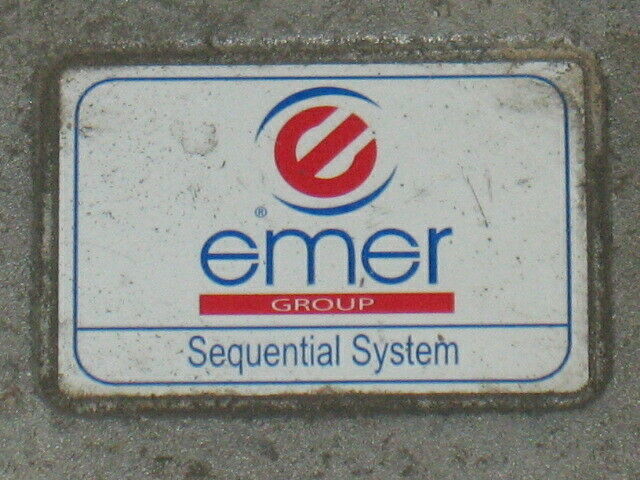 ®
emer
GROUP
Sequential System